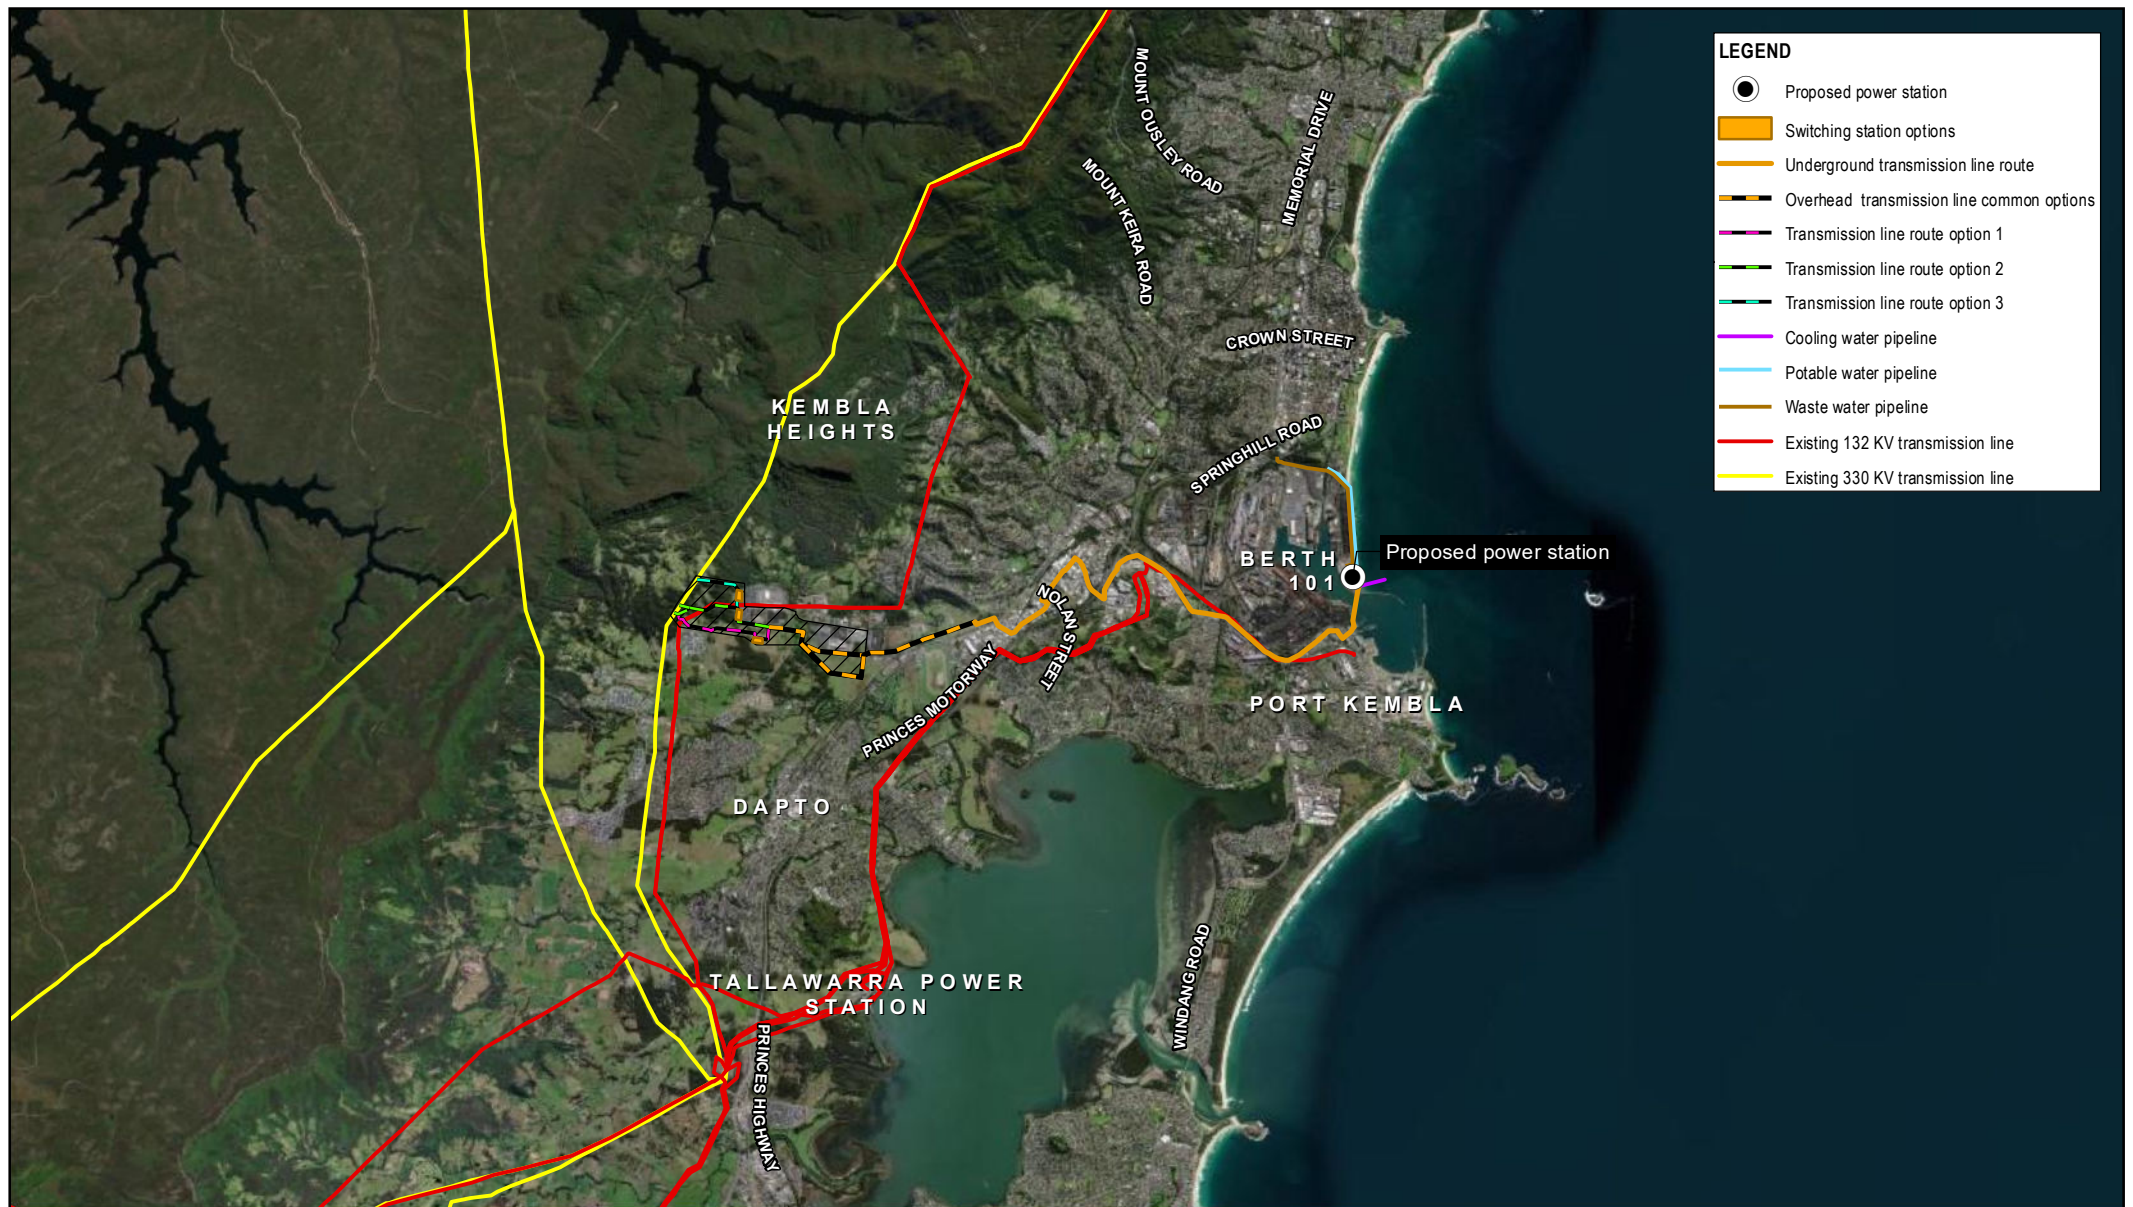 MOUNT OUSLEY ROAD
MEMORIAL DRIVE
MOUNT KEIRA ROAD
CROWN STREET
KEMBLA
HEIGHTS
SPRINGHILL ROAD
BERTH
101
Proposed power station
NOLAN STREET
PRINCES MOTORWAY
PORT KEMBLA
DAPTO
TALLAWARRA POWER
STATION
WINDANG ROAD
PRINCES HIGHWAY
LEGEND
Proposed power station
Switching station options
Underground transmission line route
Overhead transmission line common options
Transmission line route option 1
Transmission line route option 2
Transmission line route option 3
Cooling water pipeline
Potable water pipeline
Waste water pipeline
Existing 132 KV transmission line
Existing 330 KV transmission line